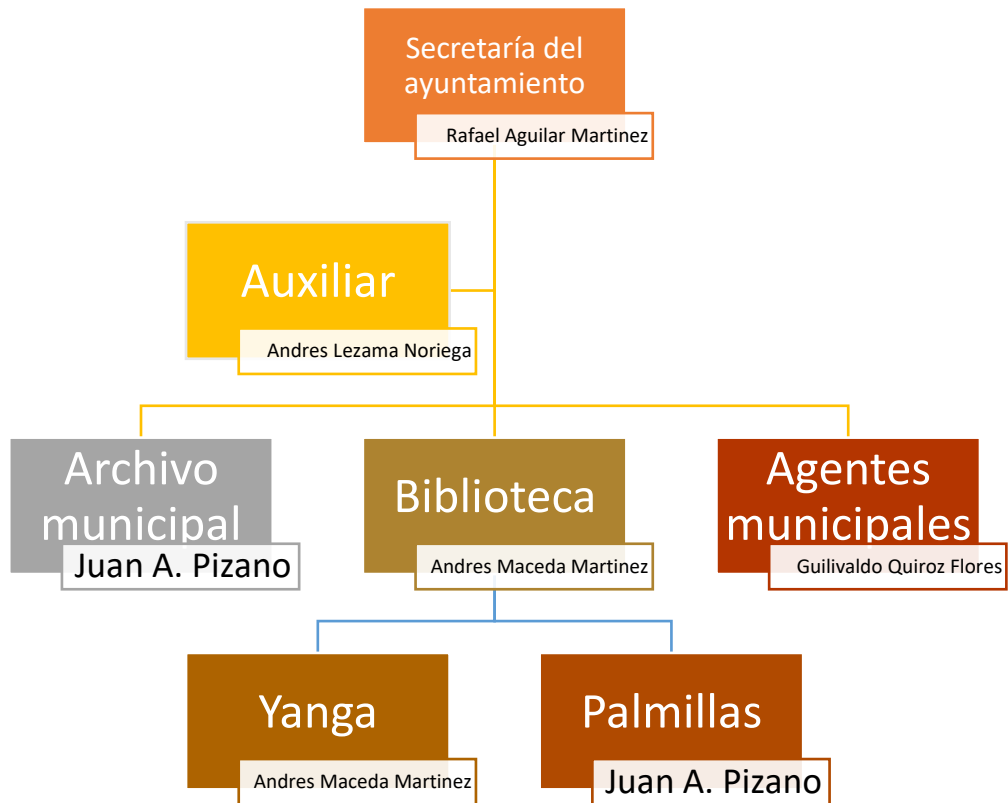 Secretaría del
ayuntamiento
Rafael Aguilar Martinez
Auxiliar
Andres Lezama Noriega
Archivo
municipal
Juan A. Pizano
Biblioteca
Andres Maceda Martinez
Agentes
municipales
Guilivaldo Quiroz Flores
Yanga
Andres Maceda Martinez
Palmillas
Juan A. Pizano